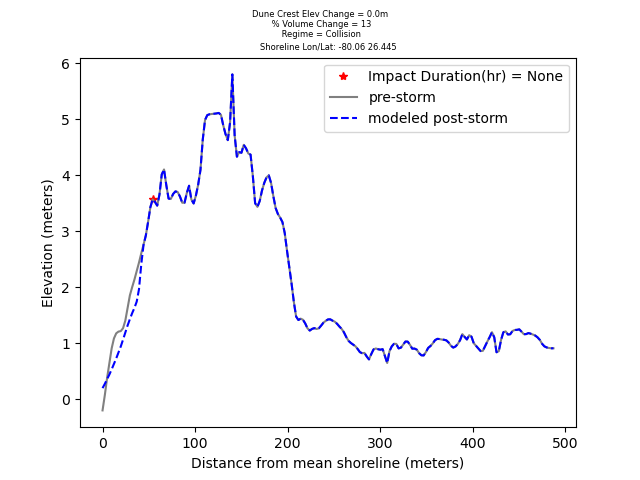 Dune Crest Elev Change = 0.0m
% Volume Change = 13
Regime = Collision
Shoreline Lon/Lat: -80.06 26.445
Impact Duration(hr) = None
pre-storm
modeled post-storm
Elevation (meters)
6
5
4
3
2
1
0
0 100 200 300 400 500
Distance from mean shoreline (meters)